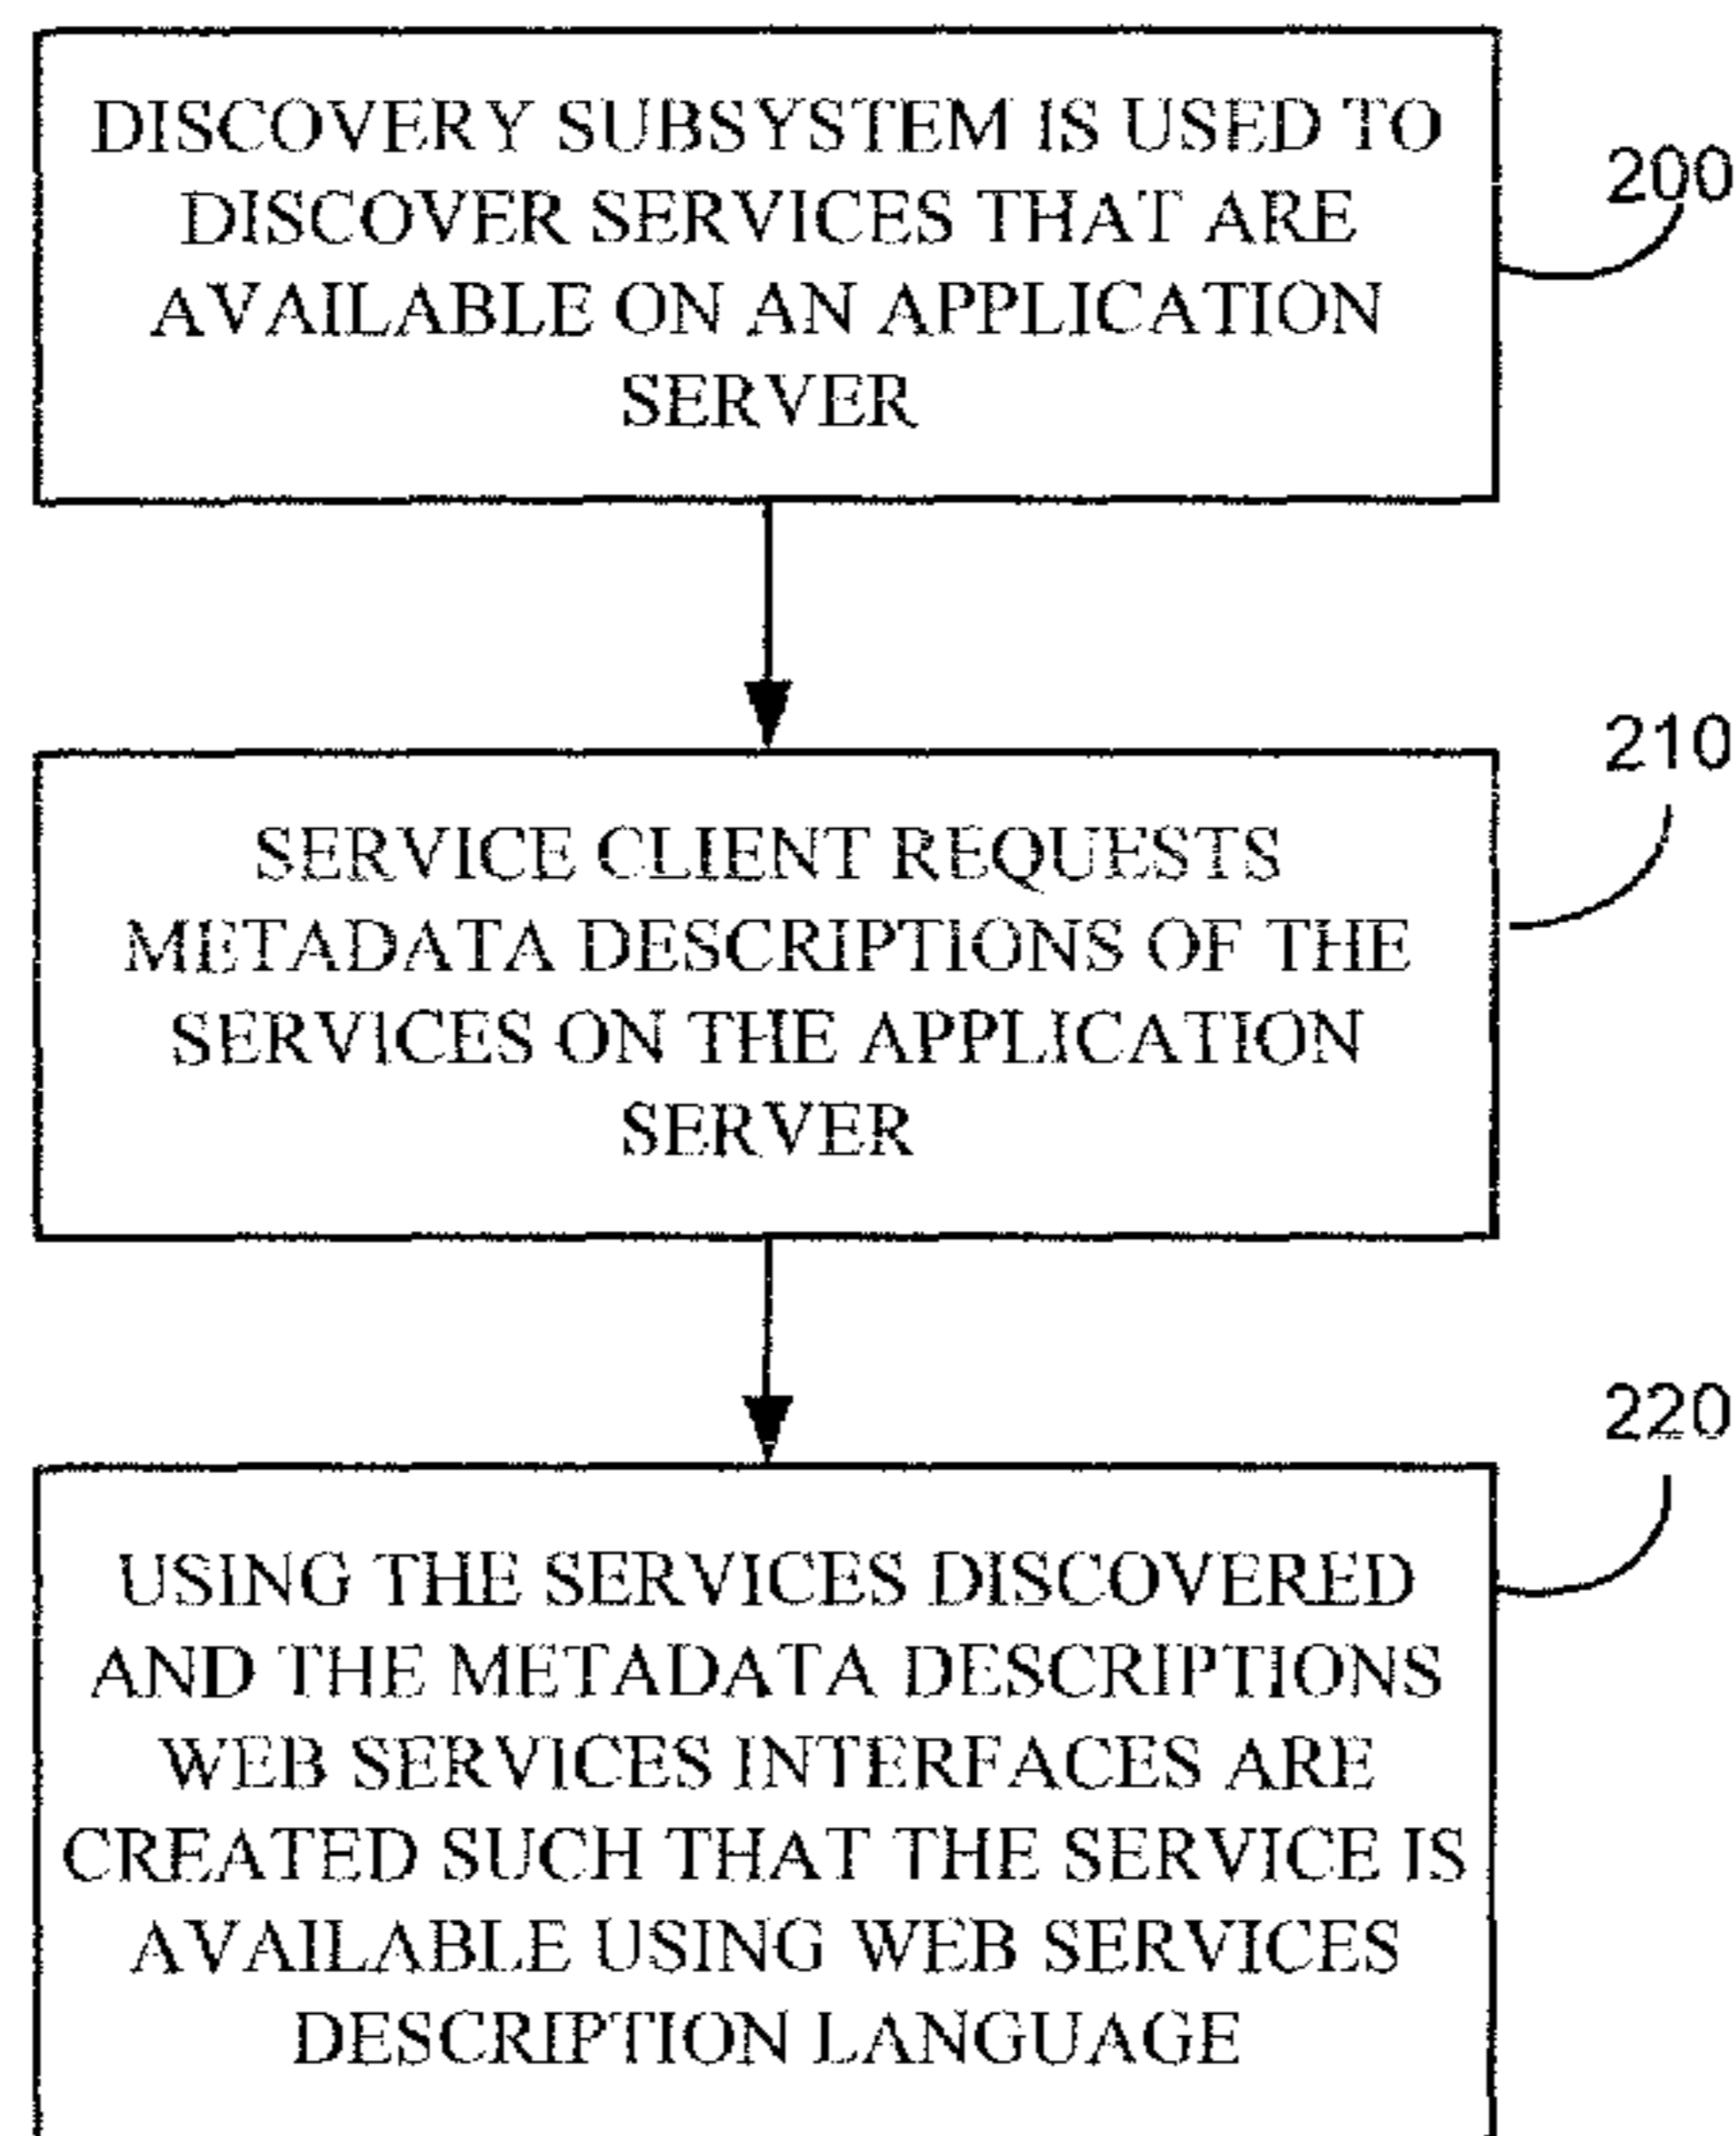 DISCOVERY SUBSYSTEM IS USED TO
DISCOVER SERVICES THAT ARE
AVAILABLE ON AN APPLICATION
SERVER
200
210
SERVICE CLIENT REQUESTS
METADATA DESCRIPTIONS OF THE
SERVICES ON THE APPLICATION
SERVER
220
USING THE SERVICES DISCOVERED
AND THE METADATA DESCRIPTIONS
WEB SERVICES INTERFACES ARE
CREATED SUCH THAT THE SERVICE IS
AVAILABLE USING WEB SERVICES
DESCRIPTION LANGUAGE